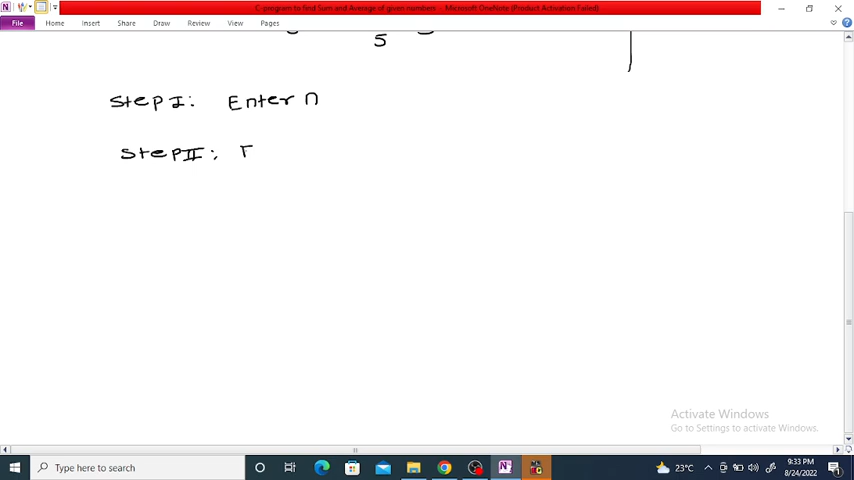 C-program to find Sum and Average of given numbers - Microsoft OneNote (Product Activation Failed)
File Home Insert Share Draw Review View Pages
5
Step I: Enter n
Step II:
Activate Windows
Go to Settings to activate Windows.
Type here to search
23°C
9:33 PM
8/24/2022